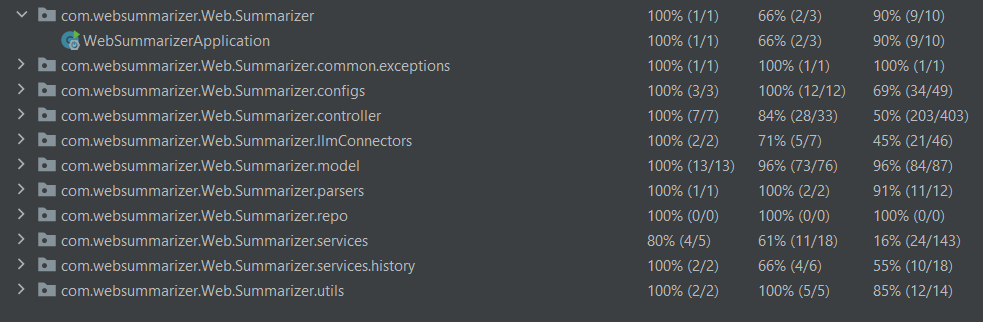 com.websummarizer.Web.Summarizer 100% (1/1) 66% (2/3) 90% (9/10)
WebSummarizerApplication 100% (1/1) 66% (2/3) 90% (9/10)
com.websummarizer.Web.Summarizer.common.exceptions 100% (1/1) 100% (1/1) 100% (1/1)
com.websummarizer.Web.Summarizer.configs 100% (3/3) 100% (12/12) 69% (34/49)
com.websummarizer.Web.Summarizer.controller 100% (7/7) 84% (28/33) 50% (203/403)
com.websummarizer.Web.Summarizer.llmConnectors 100% (2/2) 71% (5/7) 45% (21/46)
com.websummarizer.Web.Summarizer.model 100% (13/13) 96% (73/76) 96% (84/87)
com.websummarizer.Web.Summarizer.parsers 100% (1/1) 100% (2/2) 91% (11/12)
com.websummarizer.Web.Summarizer.repo 100% (0/0) 100% (0/0) 100% (0/0)
com.websummarizer.Web.Summarizer.services 80% (4/5) 61% (11/18) 16% (24/143)
com.websummarizer.Web.Summarizer.services.history 100% (2/2) 66% (4/6) 55% (10/18)
com.websummarizer.Web.Summarizer.utils 100% (2/2) 100% (5/5) 85% (12/14)